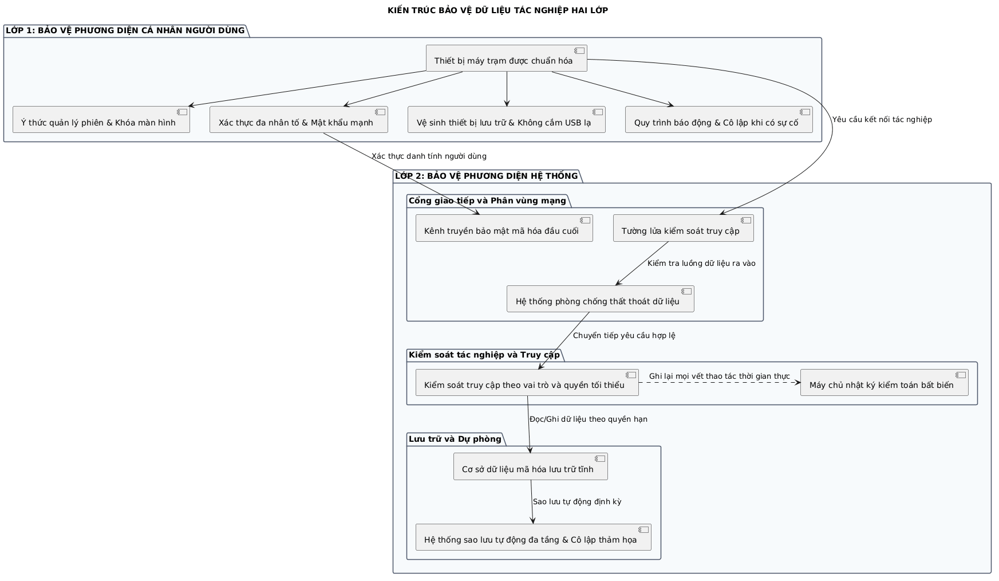 KIẾN TRÚC BẢO VỆ DỮ LIỆU TÁC NGHIỆP HAI LỚP
LỚP 1: BẢO VỆ PHƯƠNG DIỆN CÁ NHÂN NGƯỜI DÙNG
Thiết bị máy trạm được chuẩn hóa
Ý thức quản lý phiên & Khóa màn hình
Xác thực đa nhân tố & Mật khẩu mạnh
Vệ sinh thiết bị lưu trữ & Không cắm USB lạ
Quy trình báo động & Cô lập khi có sự cố
Yêu cầu kết nối tác nghiệp
Xác thực danh tính người dùng
LỚP 2: BẢO VỆ PHƯƠNG DIỆN HỆ THỐNG
Cổng giao tiếp và Phân vùng mạng
Kênh truyền bảo mật mã hóa đầu cuối
Tường lửa kiểm soát truy cập
Kiểm tra luồng dữ liệu ra vào
Hệ thống phòng chống thất thoát dữ liệu
Chuyển tiếp yêu cầu hợp lệ
Kiểm soát tác nghiệp và Truy cập
Kiểm soát truy cập theo vai trò và quyền tối thiểu
Ghi lại mọi vết thao tác thời gian thực
Máy chủ nhật ký kiểm toán bất biến
Đọc/Ghi dữ liệu theo quyền hạn
Lưu trữ và Dự phòng
Cơ sở dữ liệu mã hóa lưu trữ tĩnh
Sao lưu tự động định kỳ
Hệ thống sao lưu tự động đa tầng & Cô lập thảm họa